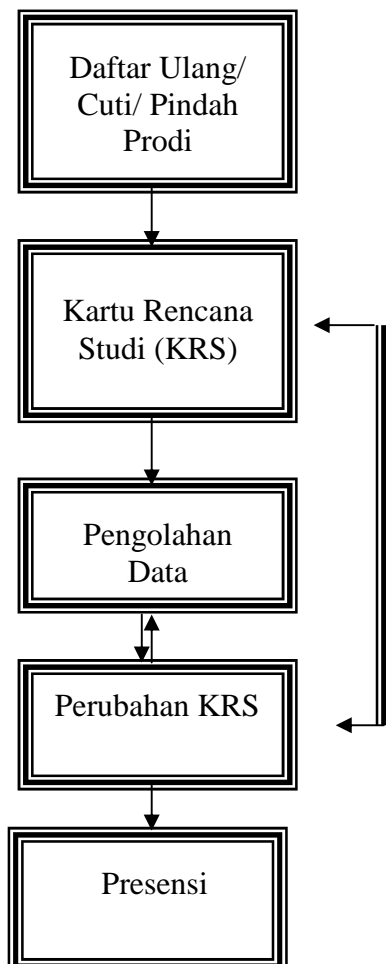 Daftar Ulang/
Cuti/ Pindah
Prodi
Kartu Rencana
Studi (KRS)
Pengolahan
Data
Perubahan KRS
Presensi